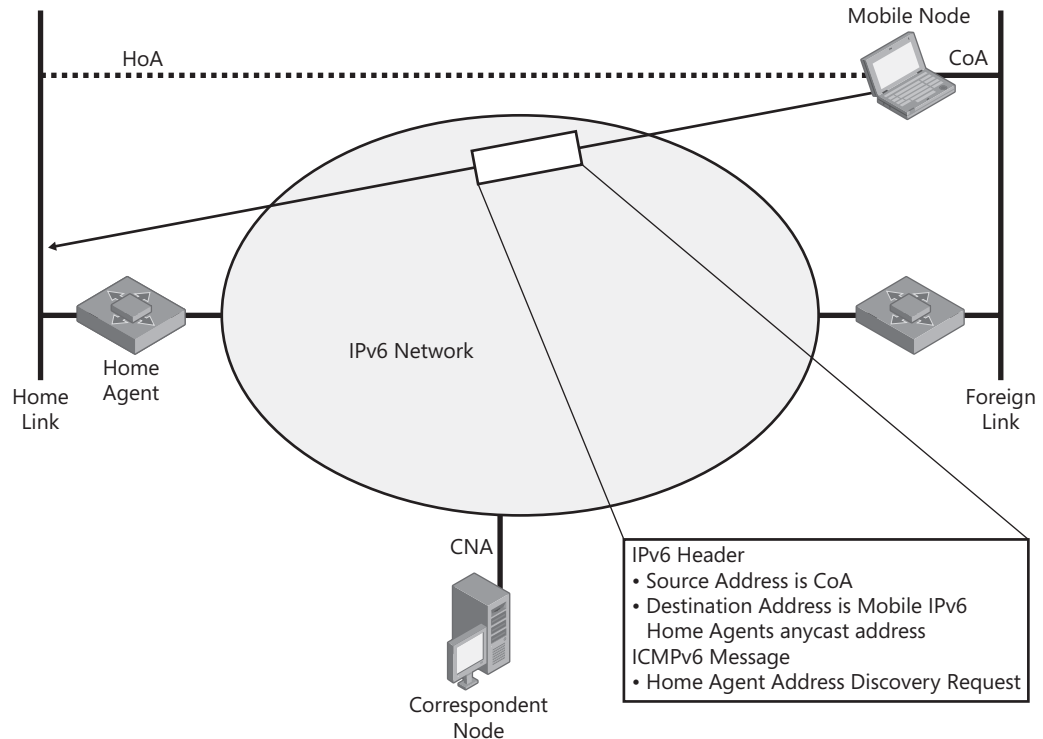 Mobile Node
HoA
CoA
IPv6 Network
Home
Agent
Home
Link
Foreign
Link
CNA
IPv6 Header
• Source Address is CoA
• Destination Address is Mobile IPv6
Home Agents anycast address
ICMPv6 Message
• Home Agent Address Discovery Request
Correspondent
Node